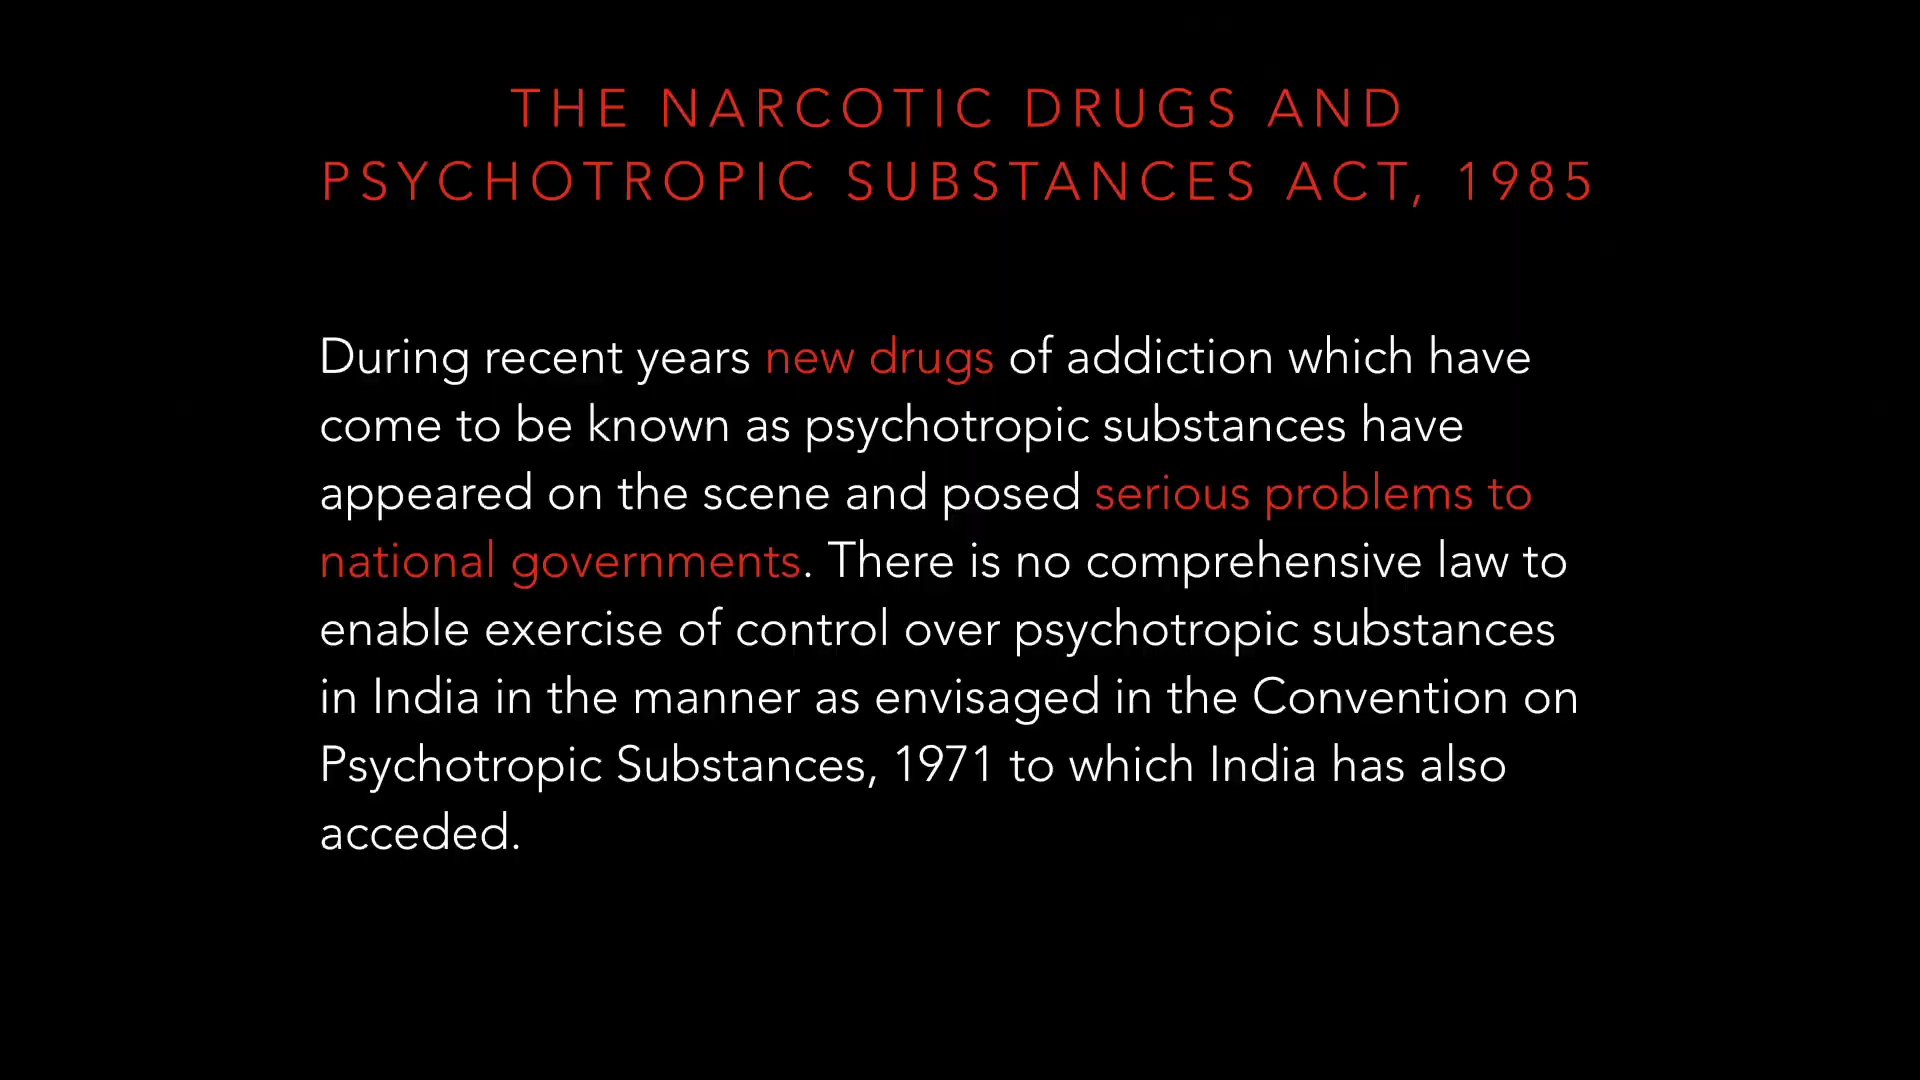 THE NARCOTIC DRUGS AND
PSYCHOTROPIC SUBSTANCES ACT, 1985
During recent years new drugs of addiction which have
come to be known as psychotropic substances have
appeared on the scene and posed serious problems to
national governments. There is no comprehensive law to
enable exercise of control over psychotropic substances
in India in the manner as envisaged in the Convention on
Psychotropic Substances, 1971 to which India has also
acceded.